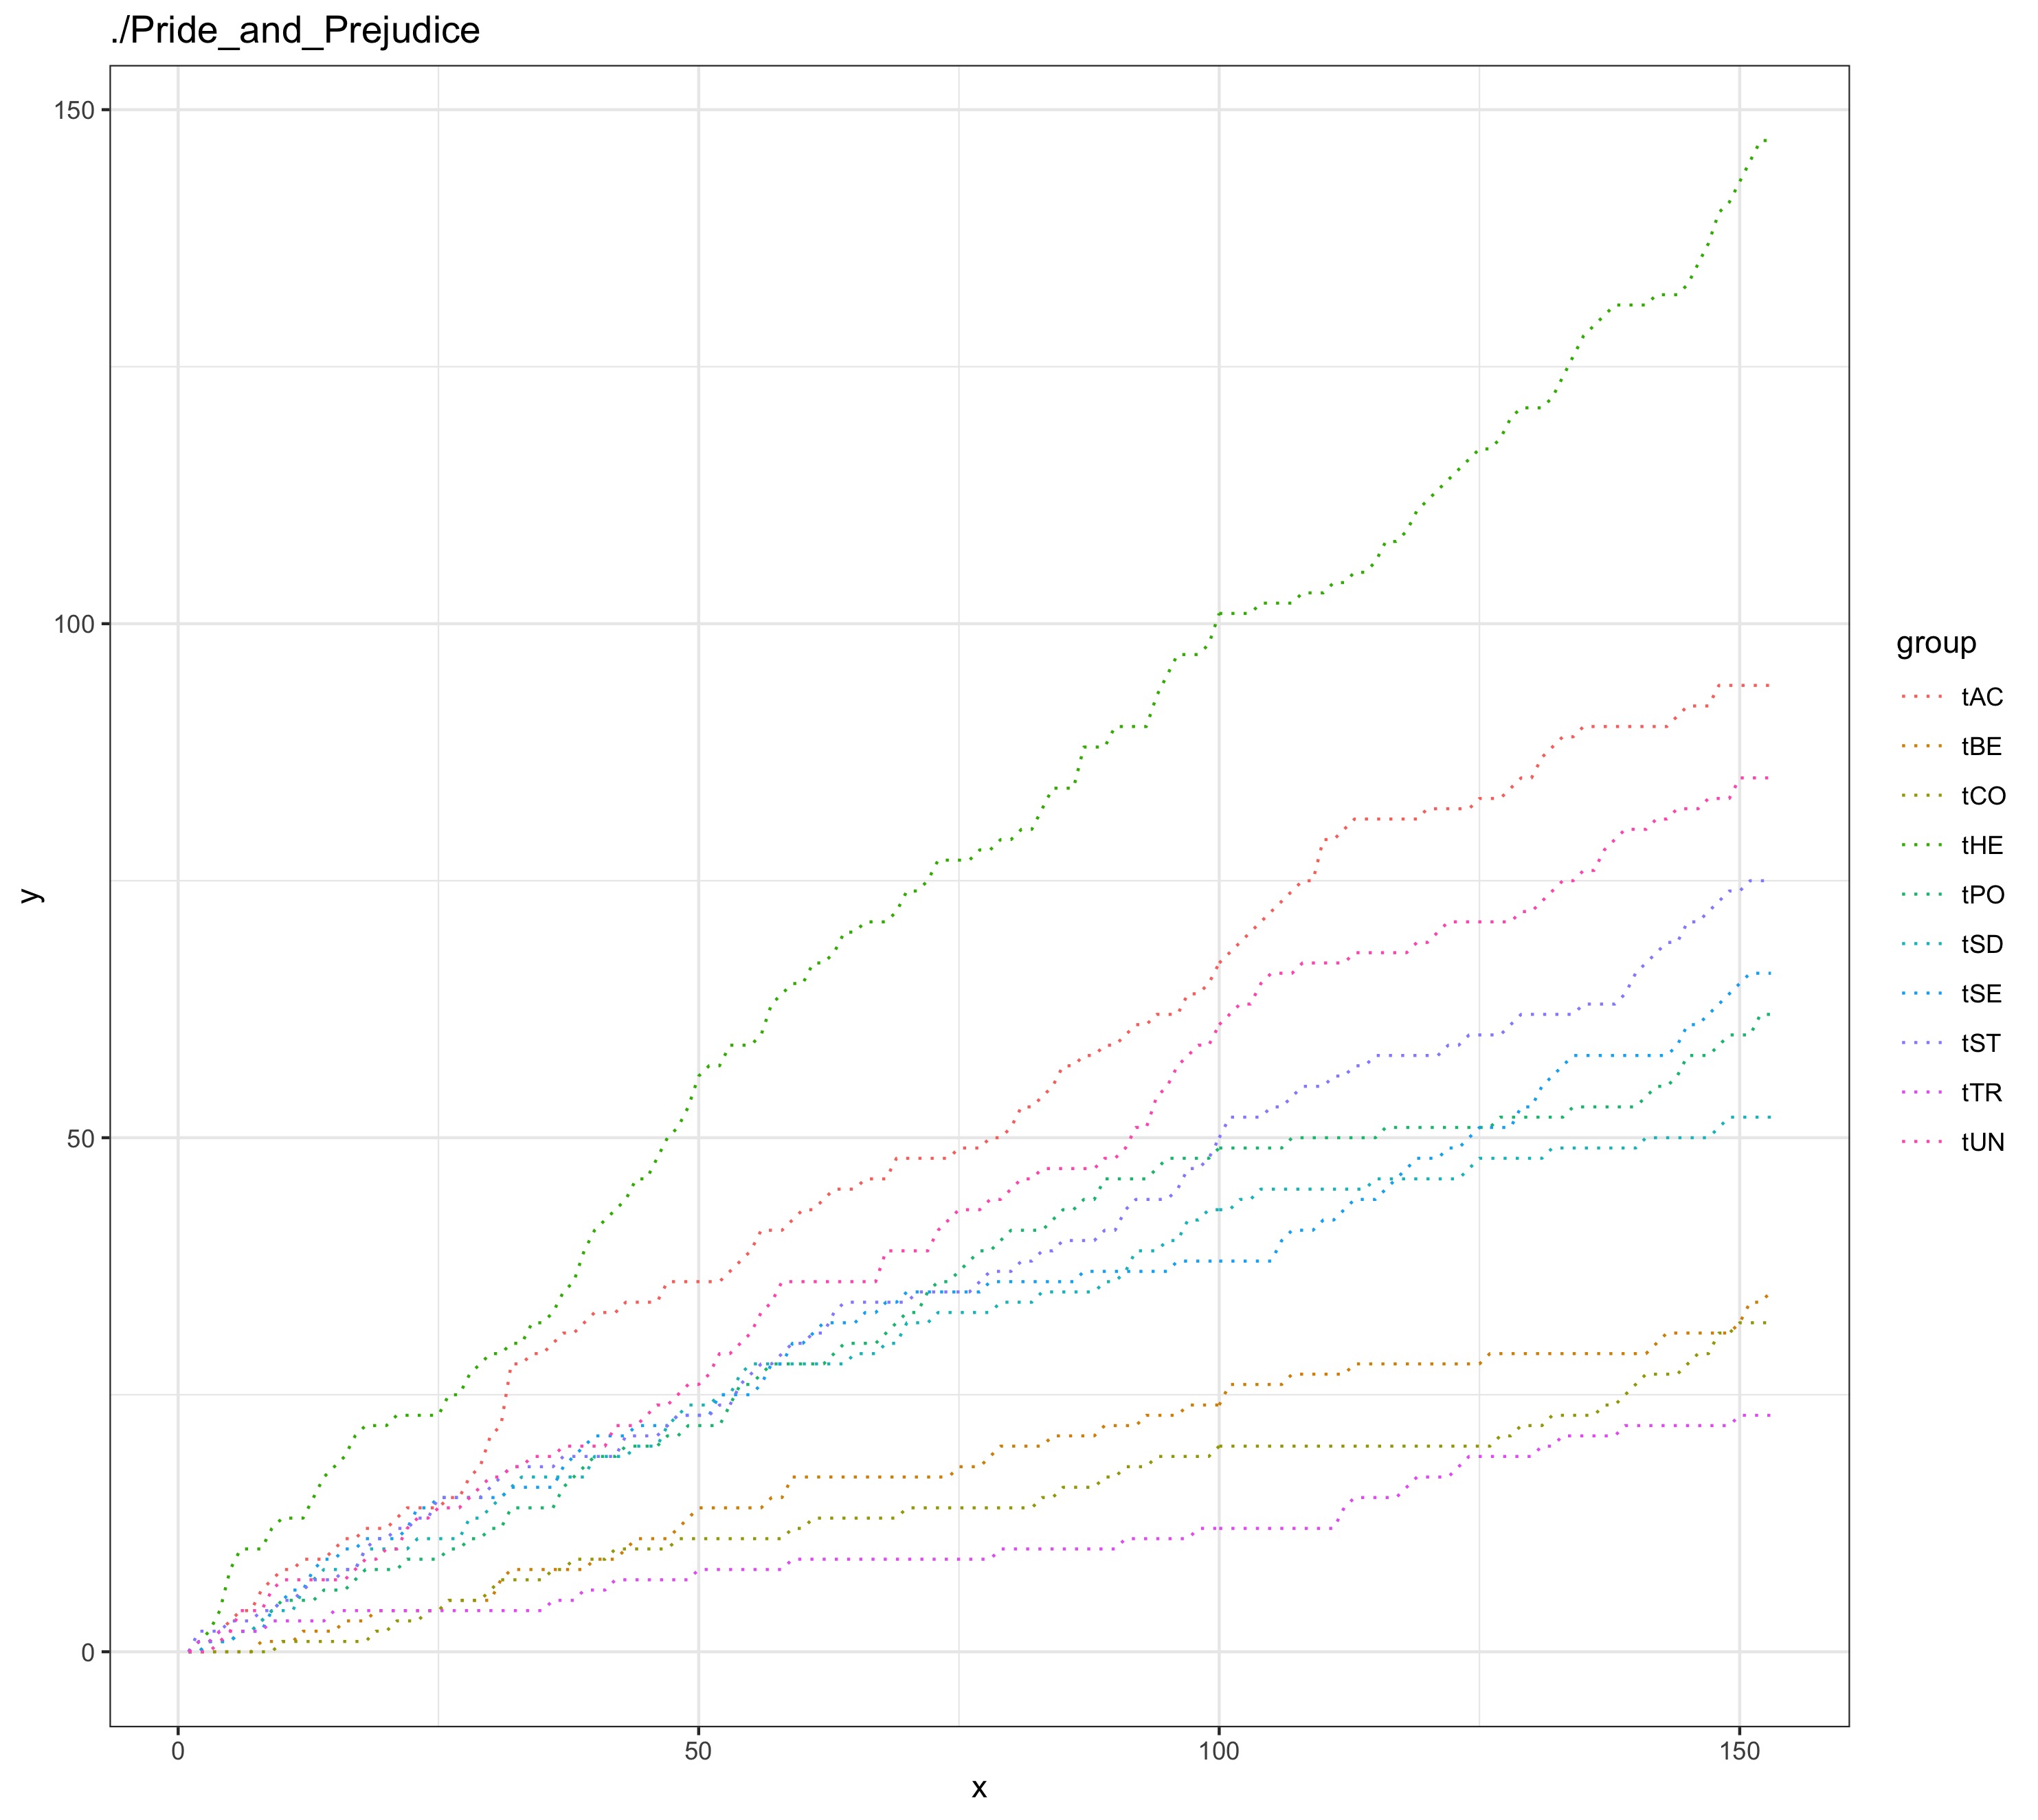 ./Pride_and_Prejudice
150
100
50
0
y
0 50 100 150
x
group
tAC
tBE
tCO
tHE
tPO
tSD
tSE
tST
tTR
tUN